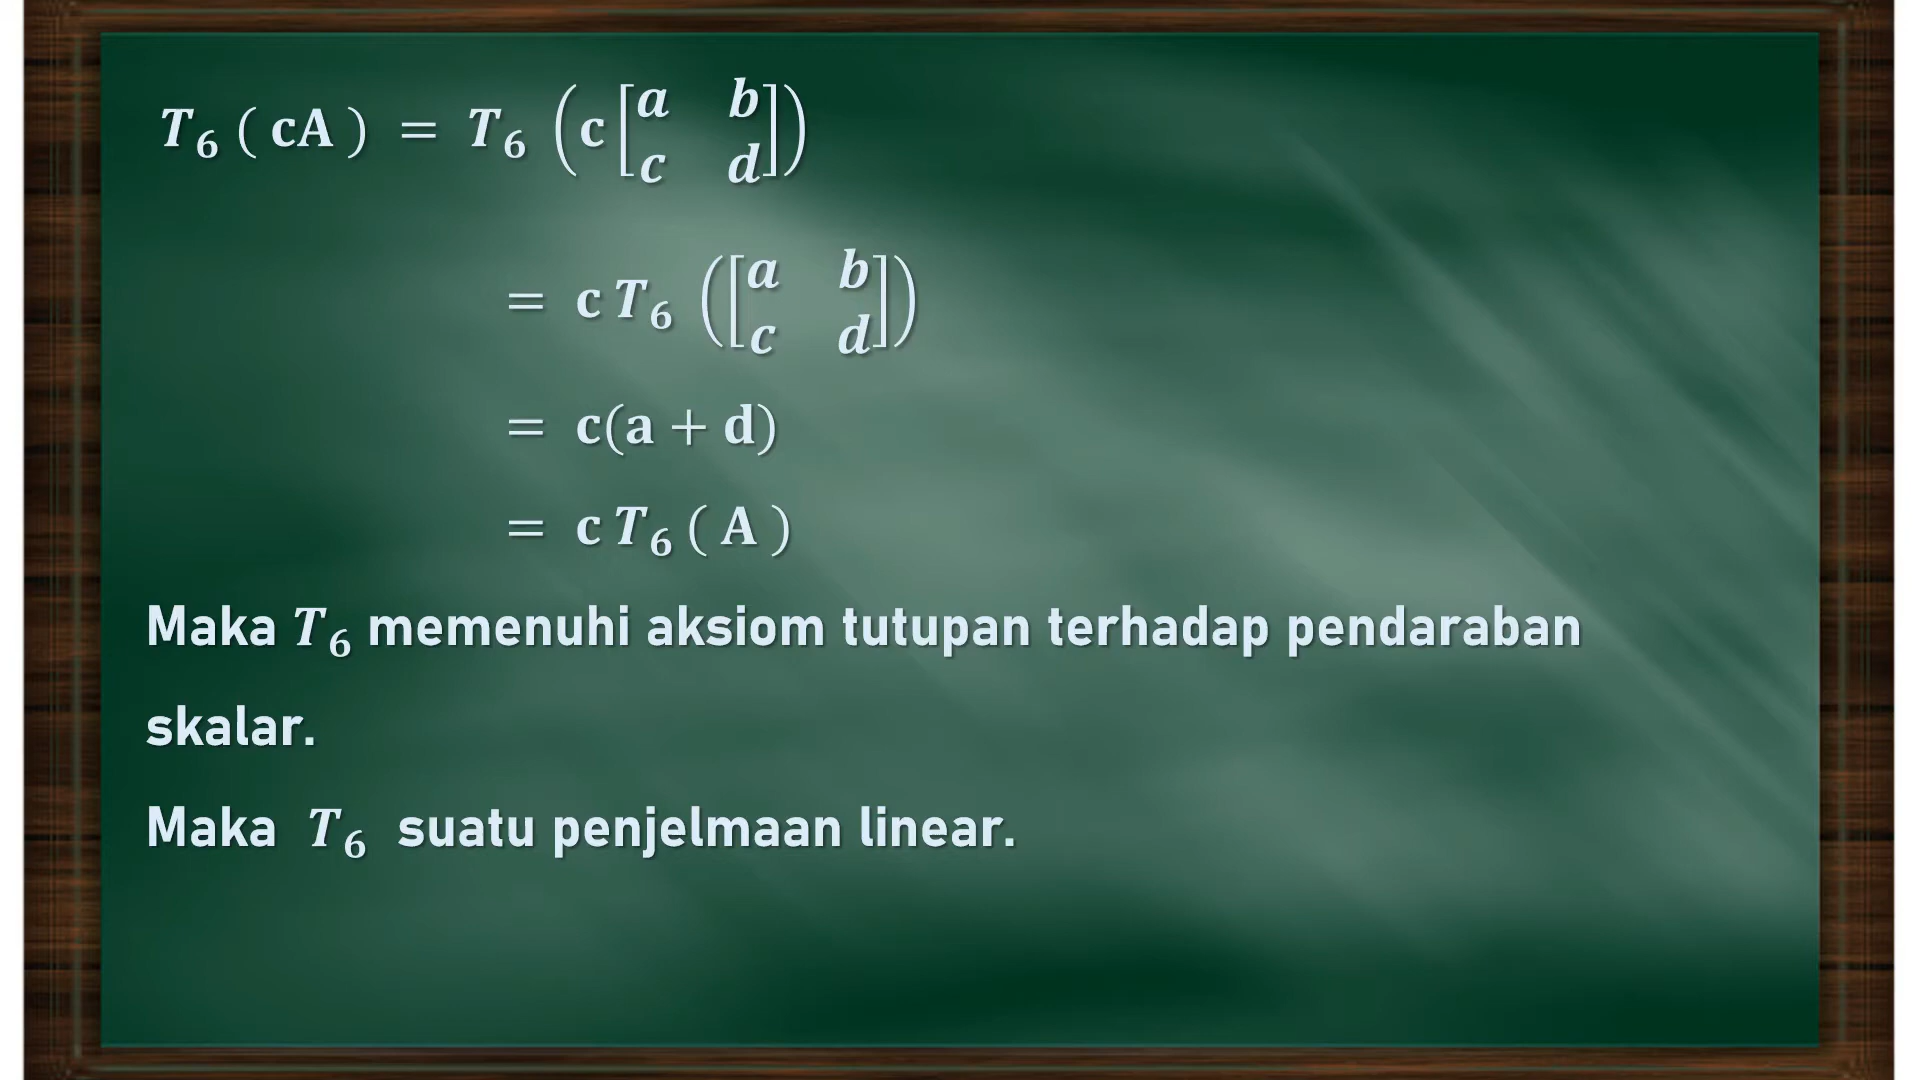 T₆ ( cA ) = T₆ (c[a b
c d])
= c T₆ ([a b
c d])
= c(a + d)
= c T₆ ( A )
Maka T₆ memenuhi aksiom tutupan terhadap pendaraban
skalar.
Maka T₆ suatu penjelmaan linear.